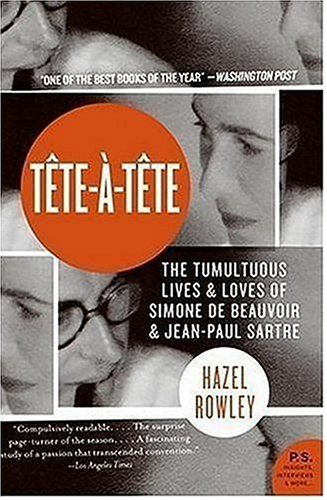 "ONE OF THE BEST BOOKS OF THE YEAR" —WASHINGTON POST
TÊTE-À-TÊTE
THE TUMULTUOUS
LIVES & LOVES OF
SIMONE DE BEAUVOIR
& JEAN-PAUL SARTRE
HAZEL
ROWLEY
"Compulsively readable. . . . The surprise
page-turner of the season. . . . A fascinating
study of a passion that transcended convention."
—Los Angeles Times
P.S.
INSIGHTS,
INTERVIEWS
& MORE...